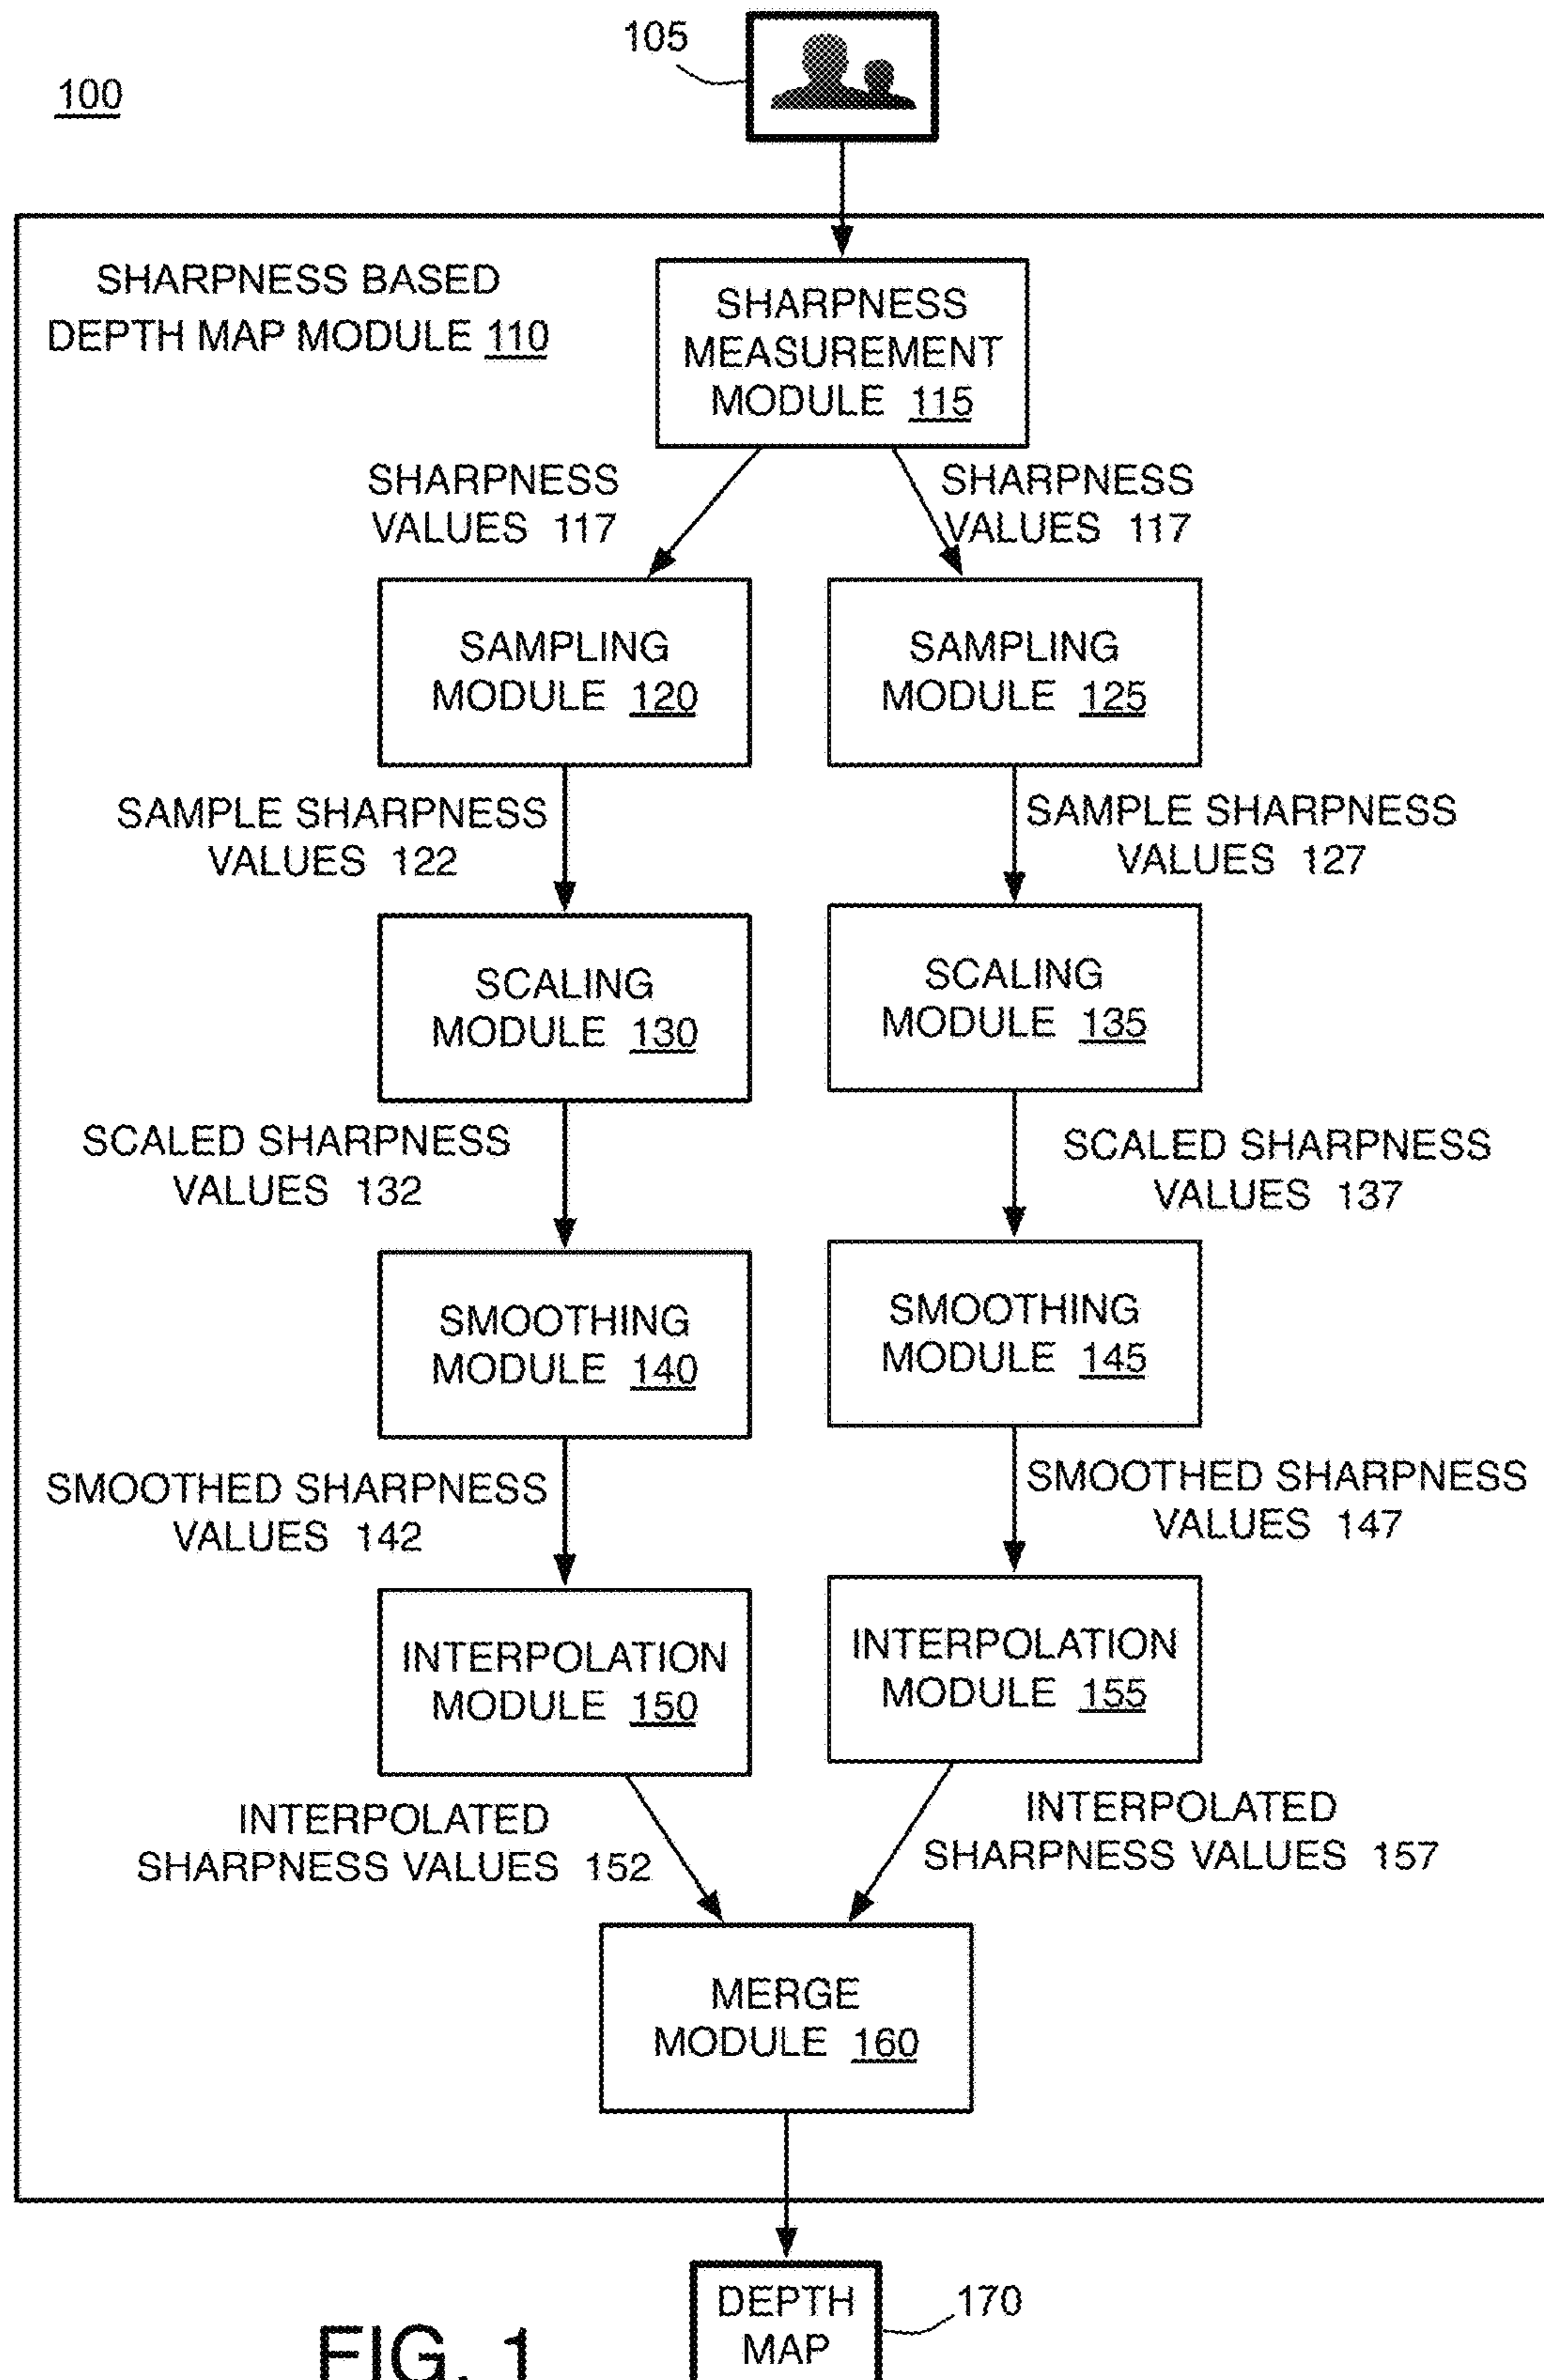 105
100
SHARPNESS BASED
DEPTH MAP MODULE 110
SHARPNESS
MEASUREMENT
MODULE 115
SHARPNESS
VALUES 117
SHARPNESS
VALUES 117
SAMPLING
MODULE 120
SAMPLING
MODULE 125
SAMPLE SHARPNESS
VALUES 122
SAMPLE SHARPNESS
VALUES 127
SCALING
MODULE 130
SCALING
MODULE 135
SCALED SHARPNESS
VALUES 132
SCALED SHARPNESS
VALUES 137
SMOOTHING
MODULE 140
SMOOTHING
MODULE 145
SMOOTHED SHARPNESS
VALUES 142
SMOOTHED SHARPNESS
VALUES 147
INTERPOLATION
MODULE 150
INTERPOLATION
MODULE 155
INTERPOLATED
SHARPNESS VALUES 152
INTERPOLATED
SHARPNESS VALUES 157
MERGE
MODULE 160
DEPTH
MAP
170
FIG. 1